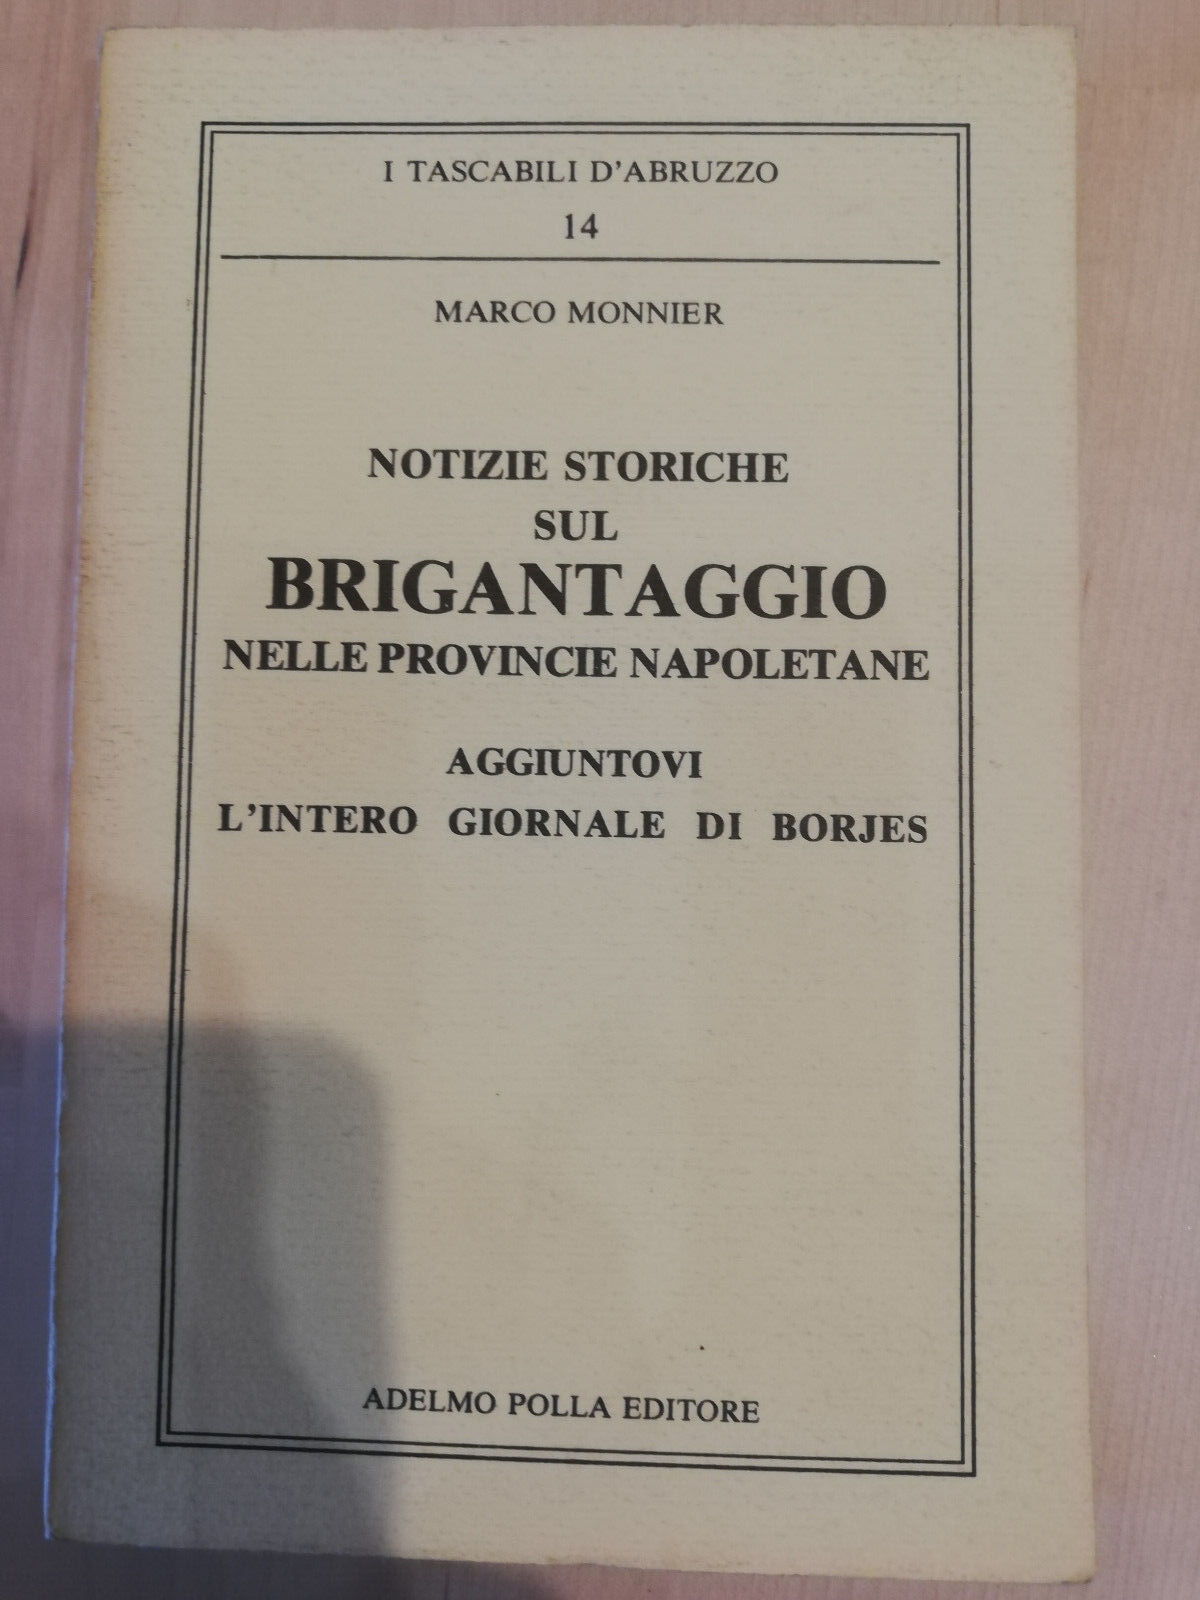 I TASCABILI D'ABRUZZO
14
MARCO MONNIER
NOTIZIE STORICHE
SUL
BRIGANTAGGIO
NELLE PROVINCIE NAPOLETANE
AGGIUNTOVI
L'INTERO GIORNALE DI BORJES
ADELMO POLLA EDITORE